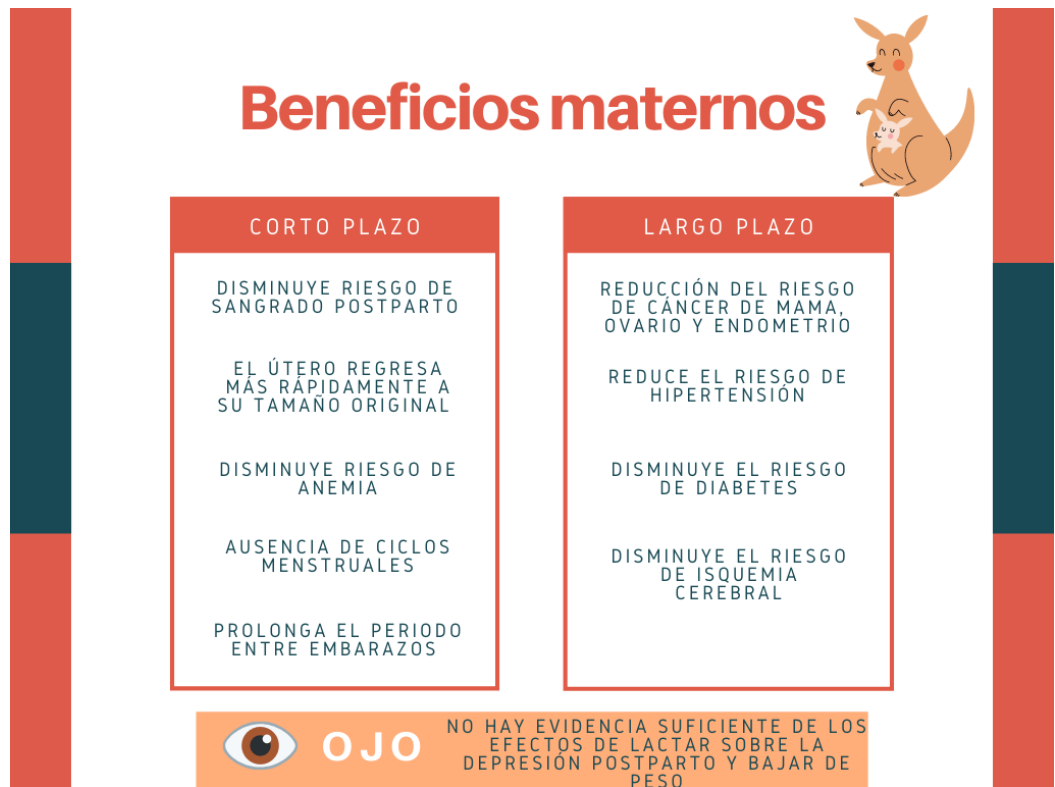 Beneficios maternos
CORTO PLAZO
DISMINUYE RIESGO DE
SANGRADO POSTPARTO
EL ÚTERO REGRESA
MÁS RÁPIDAMENTE A
SU TAMAÑO ORIGINAL
DISMINUYE RIESGO DE
ANEMIA
AUSENCIA DE CICLOS
MENSTRUALES
PROLONGA EL PERIODO
ENTRE EMBARAZOS
LARGO PLAZO
REDUCCIÓN DEL RIESGO
DE CÁNCER DE MAMA,
OVARIO Y ENDOMETRIO
REDUCE EL RIESGO DE
HIPERTENSIÓN
DISMINUYE EL RIESGO
DE DIABETES
DISMINUYE EL RIESGO
DE ISQUEMIA
CEREBRAL
OJO
NO HAY EVIDENCIA SUFICIENTE DE LOS
EFECTOS DE LACTAR SOBRE LA
DEPRESIÓN POSTPARTO Y BAJAR DE
PESO